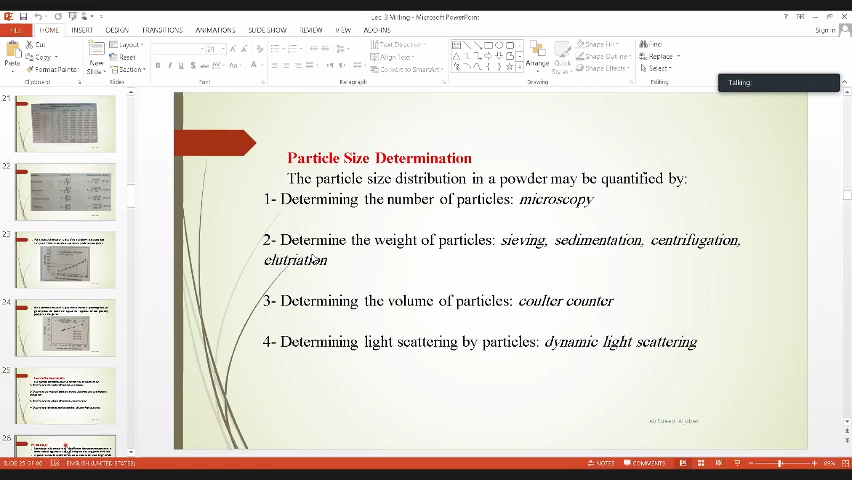 Lec. 3 Milling - Microsoft PowerPoint
FILE HOME INSERT DESIGN TRANSITIONS ANIMATIONS SLIDE SHOW REVIEW VIEW ADD-INS
Paste
Cut
Copy
Format Painter
Clipboard
New Slide
Layout
Reset
Section
Slides
24
Font
Text Direction
Align Text
Convert to SmartArt
Paragraph
Arrange
Quick Styles
Shape Fill
Shape Outline
Shape Effects
Drawing
Find
Replace
Select
Editing
Talking:
21
22
23
24
25
26
Particle Size Determination
The particle size distribution in a powder may be quantified by:
1- Determining the number of particles: microscopy
2- Determine the weight of particles: sieving, sedimentation, centrifugation,
elutriation
3- Determining the volume of particles: coulter counter
4- Determining light scattering by particles: dynamic light scattering
SLIDE 25 OF 80 ENGLISH (UNITED STATES) NOTES COMMENTS 89%